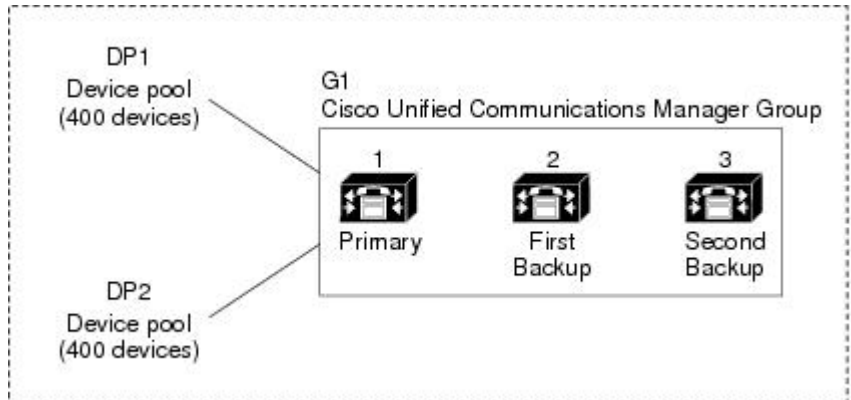 DP1
Device pool
(400 devices)
G1
Cisco Unified Communications Manager Group
1
2
3
Primary
First
Backup
Second
Backup
DP2
Device pool
(400 devices)